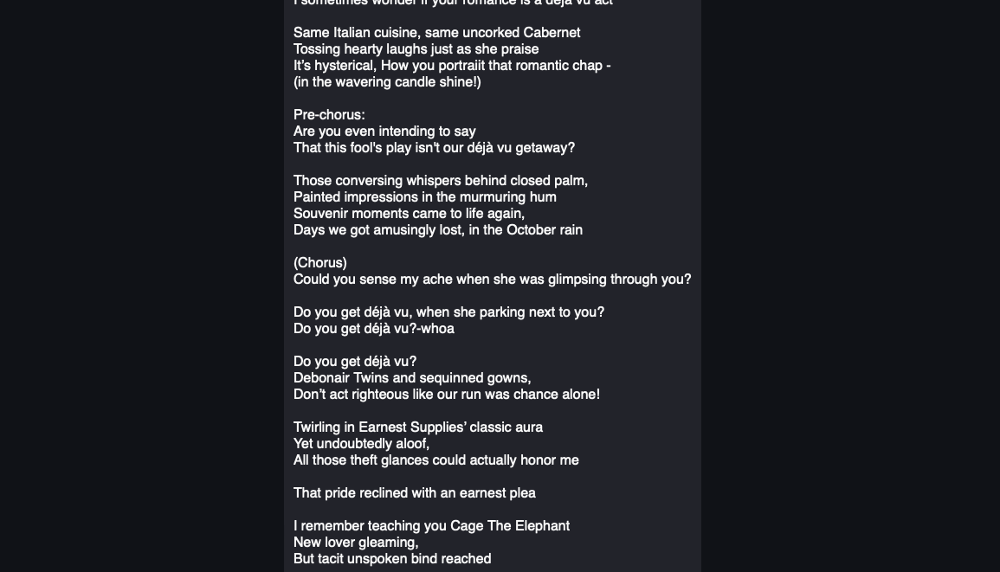 I sometimes wonder if your romance is a déjà vu act
Same Italian cuisine, same uncorked Cabernet
Tossing hearty laughs just as she praise
It's hysterical, How you portraiit that romantic chap -
(in the wavering candle shine!)
Pre-chorus:
Are you even intending to say
That this fool's play isn't our déjà vu getaway?
Those conversing whispers behind closed palm,
Painted impressions in the murmuring hum
Souvenir moments came to life again,
Days we got amusingly lost, in the October rain
(Chorus)
Could you sense my ache when she was glimpsing through you?
Do you get déjà vu, when she parking next to you?
Do you get déjà vu?-whoa
Do you get déjà vu?
Debonair Twins and sequinned gowns,
Don’t act righteous like our run was chance alone!
Twirling in Earnest Supplies’ classic aura
Yet undoubtedly aloof,
All those theft glances could actually honor me
That pride reclined with an earnest plea
I remember teaching you Cage The Elephant
New lover gleaming,
But tacit unspoken bind reached